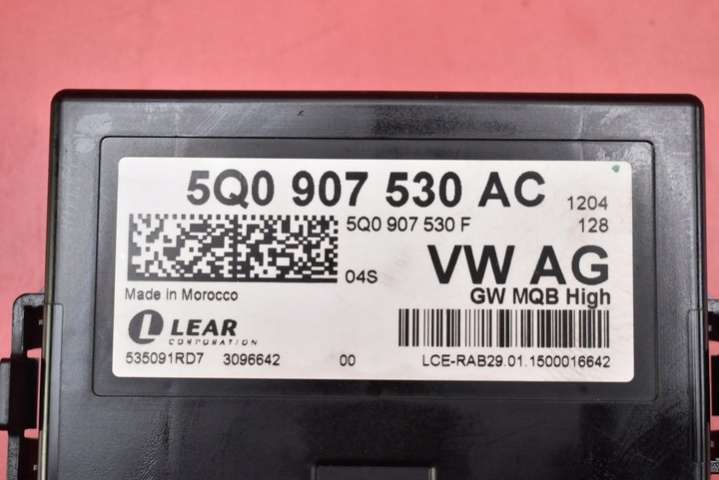 5Q0 907 530 AC 1204
5Q0 907 530 F 128
04S VW AG
Made in Morocco GW MQB High
LEAR
CORPORATION
535091RD7 3096642 00 LCE-RAB29.01.1500016642